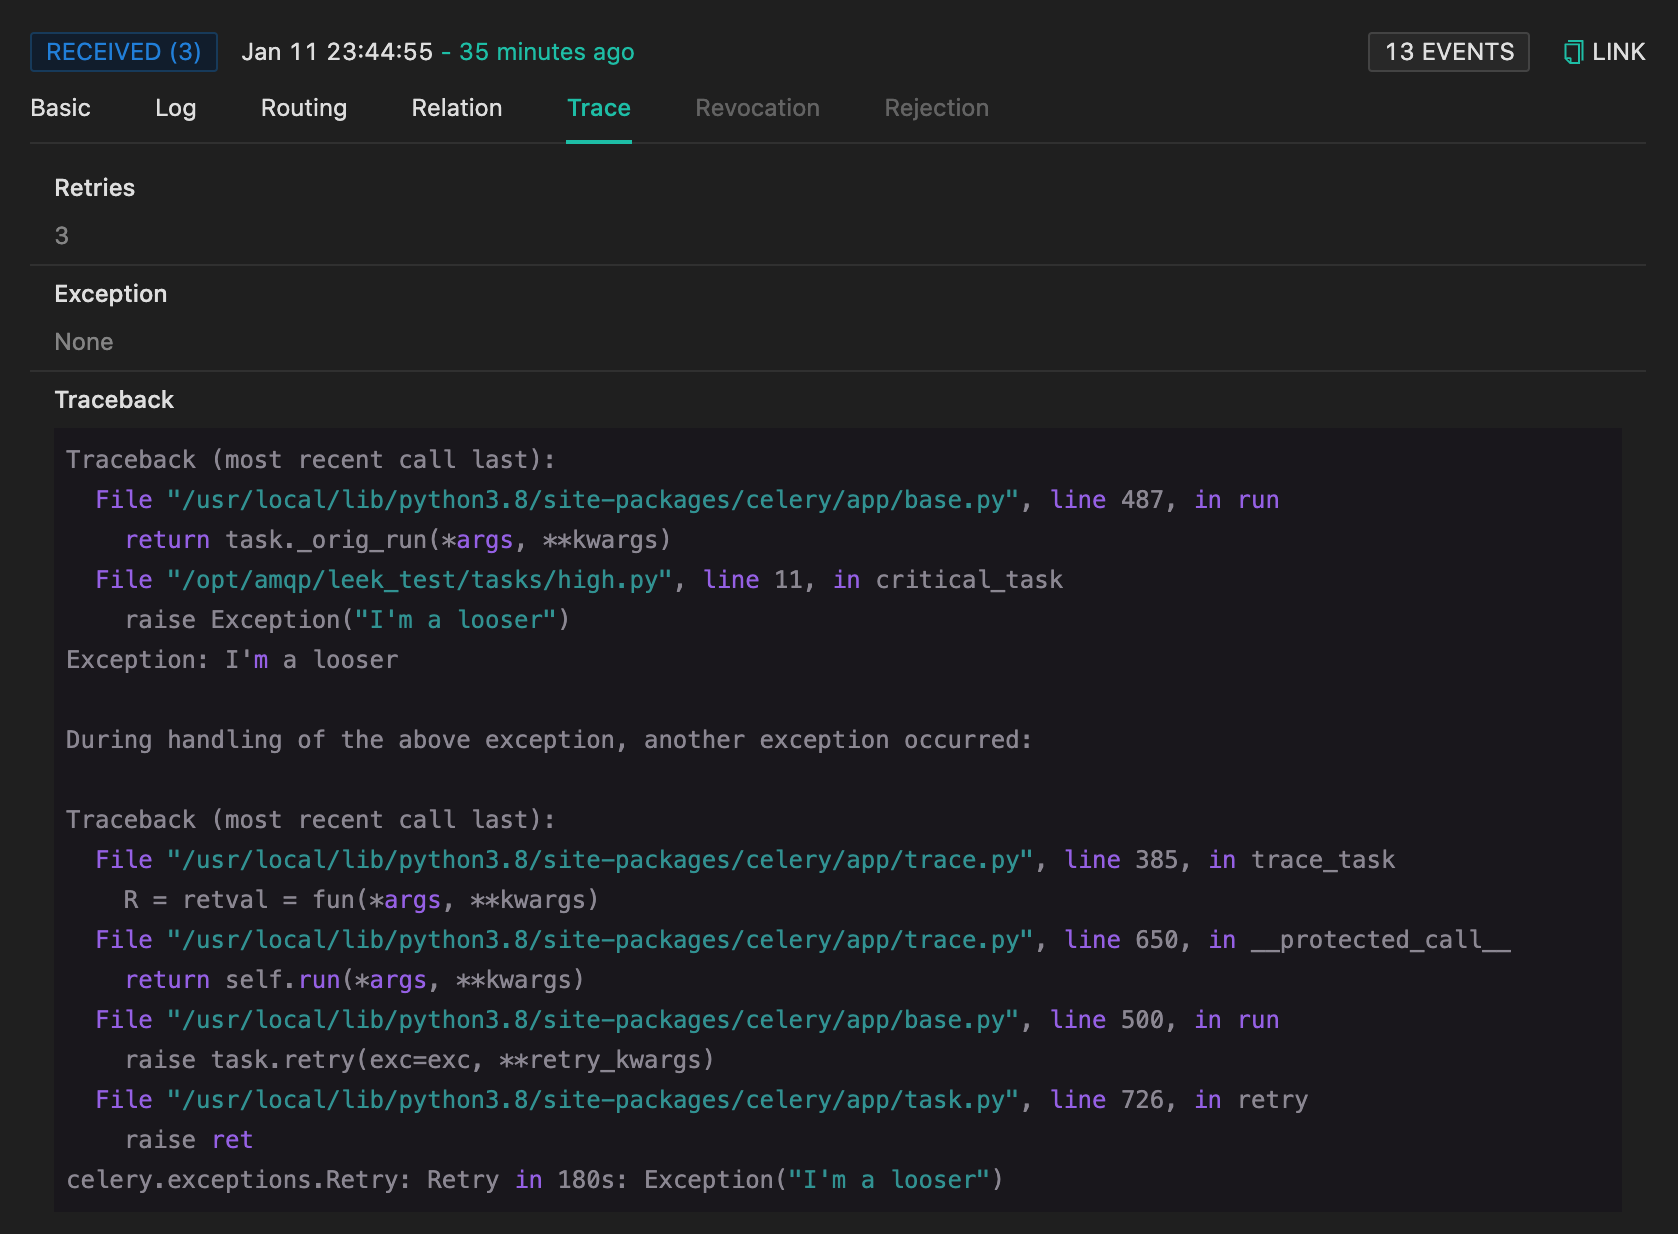 RECEIVED (3) Jan 11 23:44:55 - 35 minutes ago 13 EVENTS LINK
Basic Log Routing Relation Trace Revocation Rejection
Retries
3
Exception
None
Traceback
Traceback (most recent call last):
  File "/usr/local/lib/python3.8/site-packages/celery/app/base.py", line 487, in run
    return task._orig_run(*args, **kwargs)
  File "/opt/amqp/leek_test/tasks/high.py", line 11, in critical_task
    raise Exception("I'm a looser")
Exception: I'm a looser
During handling of the above exception, another exception occurred:
Traceback (most recent call last):
  File "/usr/local/lib/python3.8/site-packages/celery/app/trace.py", line 385, in trace_task
    R = retval = fun(*args, **kwargs)
  File "/usr/local/lib/python3.8/site-packages/celery/app/trace.py", line 650, in __protected_call__
    return self.run(*args, **kwargs)
  File "/usr/local/lib/python3.8/site-packages/celery/app/base.py", line 500, in run
    raise task.retry(exc=exc, **retry_kwargs)
  File "/usr/local/lib/python3.8/site-packages/celery/app/task.py", line 726, in retry
    raise ret
celery.exceptions.Retry: Retry in 180s: Exception("I'm a looser")